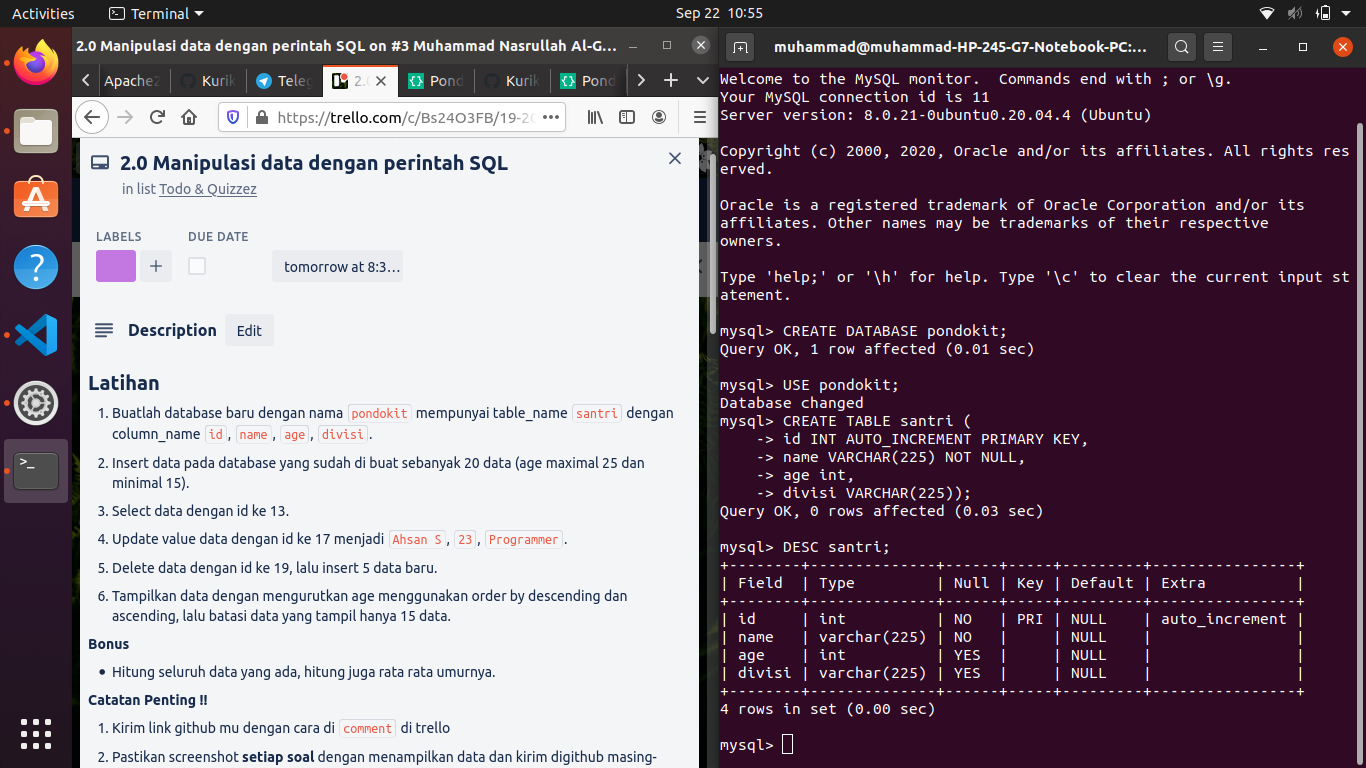 Activities
Terminal
Sep 22 10:55
2.0 Manipulasi data dengan perintah SQL on #3 Muhammad Nasrullah Al-G...
Apache2
Kurik
Teleg
2.0
Pond
Kurik
Pond
https://trello.com/c/Bs24O3FB/19-20
2.0 Manipulasi data dengan perintah SQL
in list Todo & Quizzez
LABELS
DUE DATE
tomorrow at 8:3...
Description
Edit
Latihan
1. Buatlah database baru dengan nama pondokit mempunyai table_name santri dengan
column_name id , name , age , divisi .
2. Insert data pada database yang sudah di buat sebanyak 20 data (age maximal 25 dan
minimal 15).
3. Select data dengan id ke 13.
4. Update value data dengan id ke 17 menjadi Ahsan S , 23 , Programmer .
5. Delete data dengan id ke 19, lalu insert 5 data baru.
6. Tampilkan data dengan mengurutkan age menggunakan order by descending dan
ascending, lalu batasi data yang tampil hanya 15 data.
Bonus
• Hitung seluruh data yang ada, hitung juga rata rata umurnya.
Catatan Penting !!
1. Kirim link github mu dengan cara di comment di trello
2. Pastikan screenshot setiap soal dengan menampilkan data dan kirim digithub masing-
muhammad@muhammad-HP-245-G7-Notebook-PC:...
Welcome to the MySQL monitor.  Commands end with ; or \g.
Your MySQL connection id is 11
Server version: 8.0.21-0ubuntu0.20.04.4 (Ubuntu)
Copyright (c) 2000, 2020, Oracle and/or its affiliates. All rights res
erved.
Oracle is a registered trademark of Oracle Corporation and/or its
affiliates. Other names may be trademarks of their respective
owners.
Type 'help;' or '\h' for help. Type '\c' to clear the current input st
atement.
mysql> CREATE DATABASE pondokit;
Query OK, 1 row affected (0.01 sec)
mysql> USE pondokit;
Database changed
mysql> CREATE TABLE santri (
    -> id INT AUTO_INCREMENT PRIMARY KEY,
    -> name VARCHAR(225) NOT NULL,
    -> age int,
    -> divisi VARCHAR(225));
Query OK, 0 rows affected (0.03 sec)
mysql> DESC santri;
+--------+--------------+------+-----+---------+----------------+
| Field  | Type         | Null | Key | Default | Extra          |
+--------+--------------+------+-----+---------+----------------+
| id     | int          | NO   | PRI | NULL    | auto_increment |
| name   | varchar(225) | NO   |     | NULL    |                |
| age    | int          | YES  |     | NULL    |                |
| divisi | varchar(225) | YES  |     | NULL    |                |
+--------+--------------+------+-----+---------+----------------+
4 rows in set (0.00 sec)
mysql>